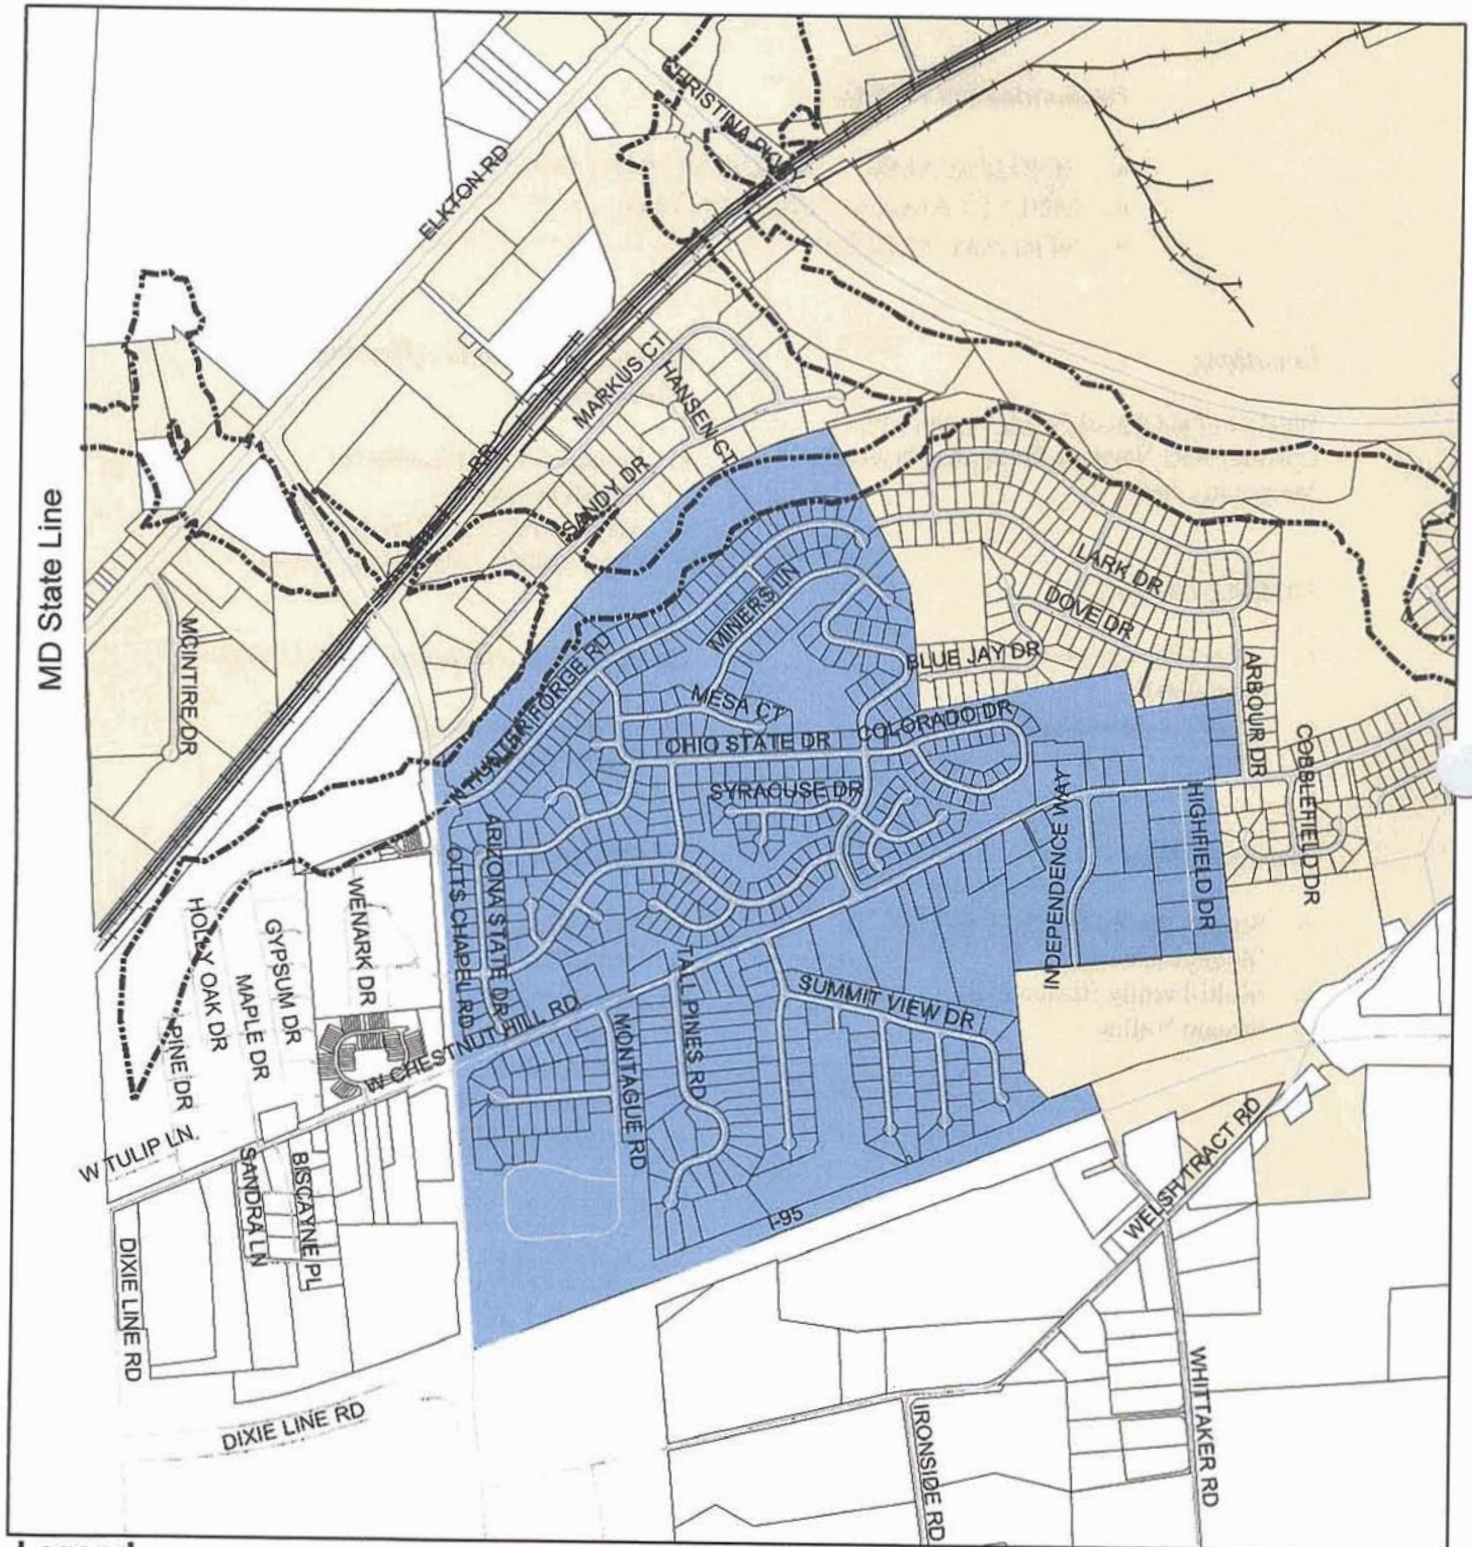 CHRISTINA PKWY
ELKTON RD
MARKUS CT
HANSEN CT
RR
SANDY DR
MD State Line
MCINTIRE DR
LARK DR
DOVE DR
BLUE JAY DR
ARBOUR DR
MINERS LN
HUNTER FORGE RD
MESA CT
COLORADO DR
OHIO STATE DR
SYRACUSE DR
COBBLEFIELD DR
INDEPENDENCE WAY
HIGHFIELD DR
ARIZONA STATE DR
OTTS CHAPEL RD
WENARK DR
HOLLY OAK DR
GYPSUM DR
MAPLE DR
PINE DR
TALL PINES RD
SUMMIT VIEW DR
W CHESTNUT HILL RD
MONTAGUE RD
W TULIP LN.
SANDRA LN
BISCAYNE PL
I-95
WELSH TRACT RD
DIXIE LINE RD
DIXIE LINE RD
IRONSIDE RD
WHITTAKER RD